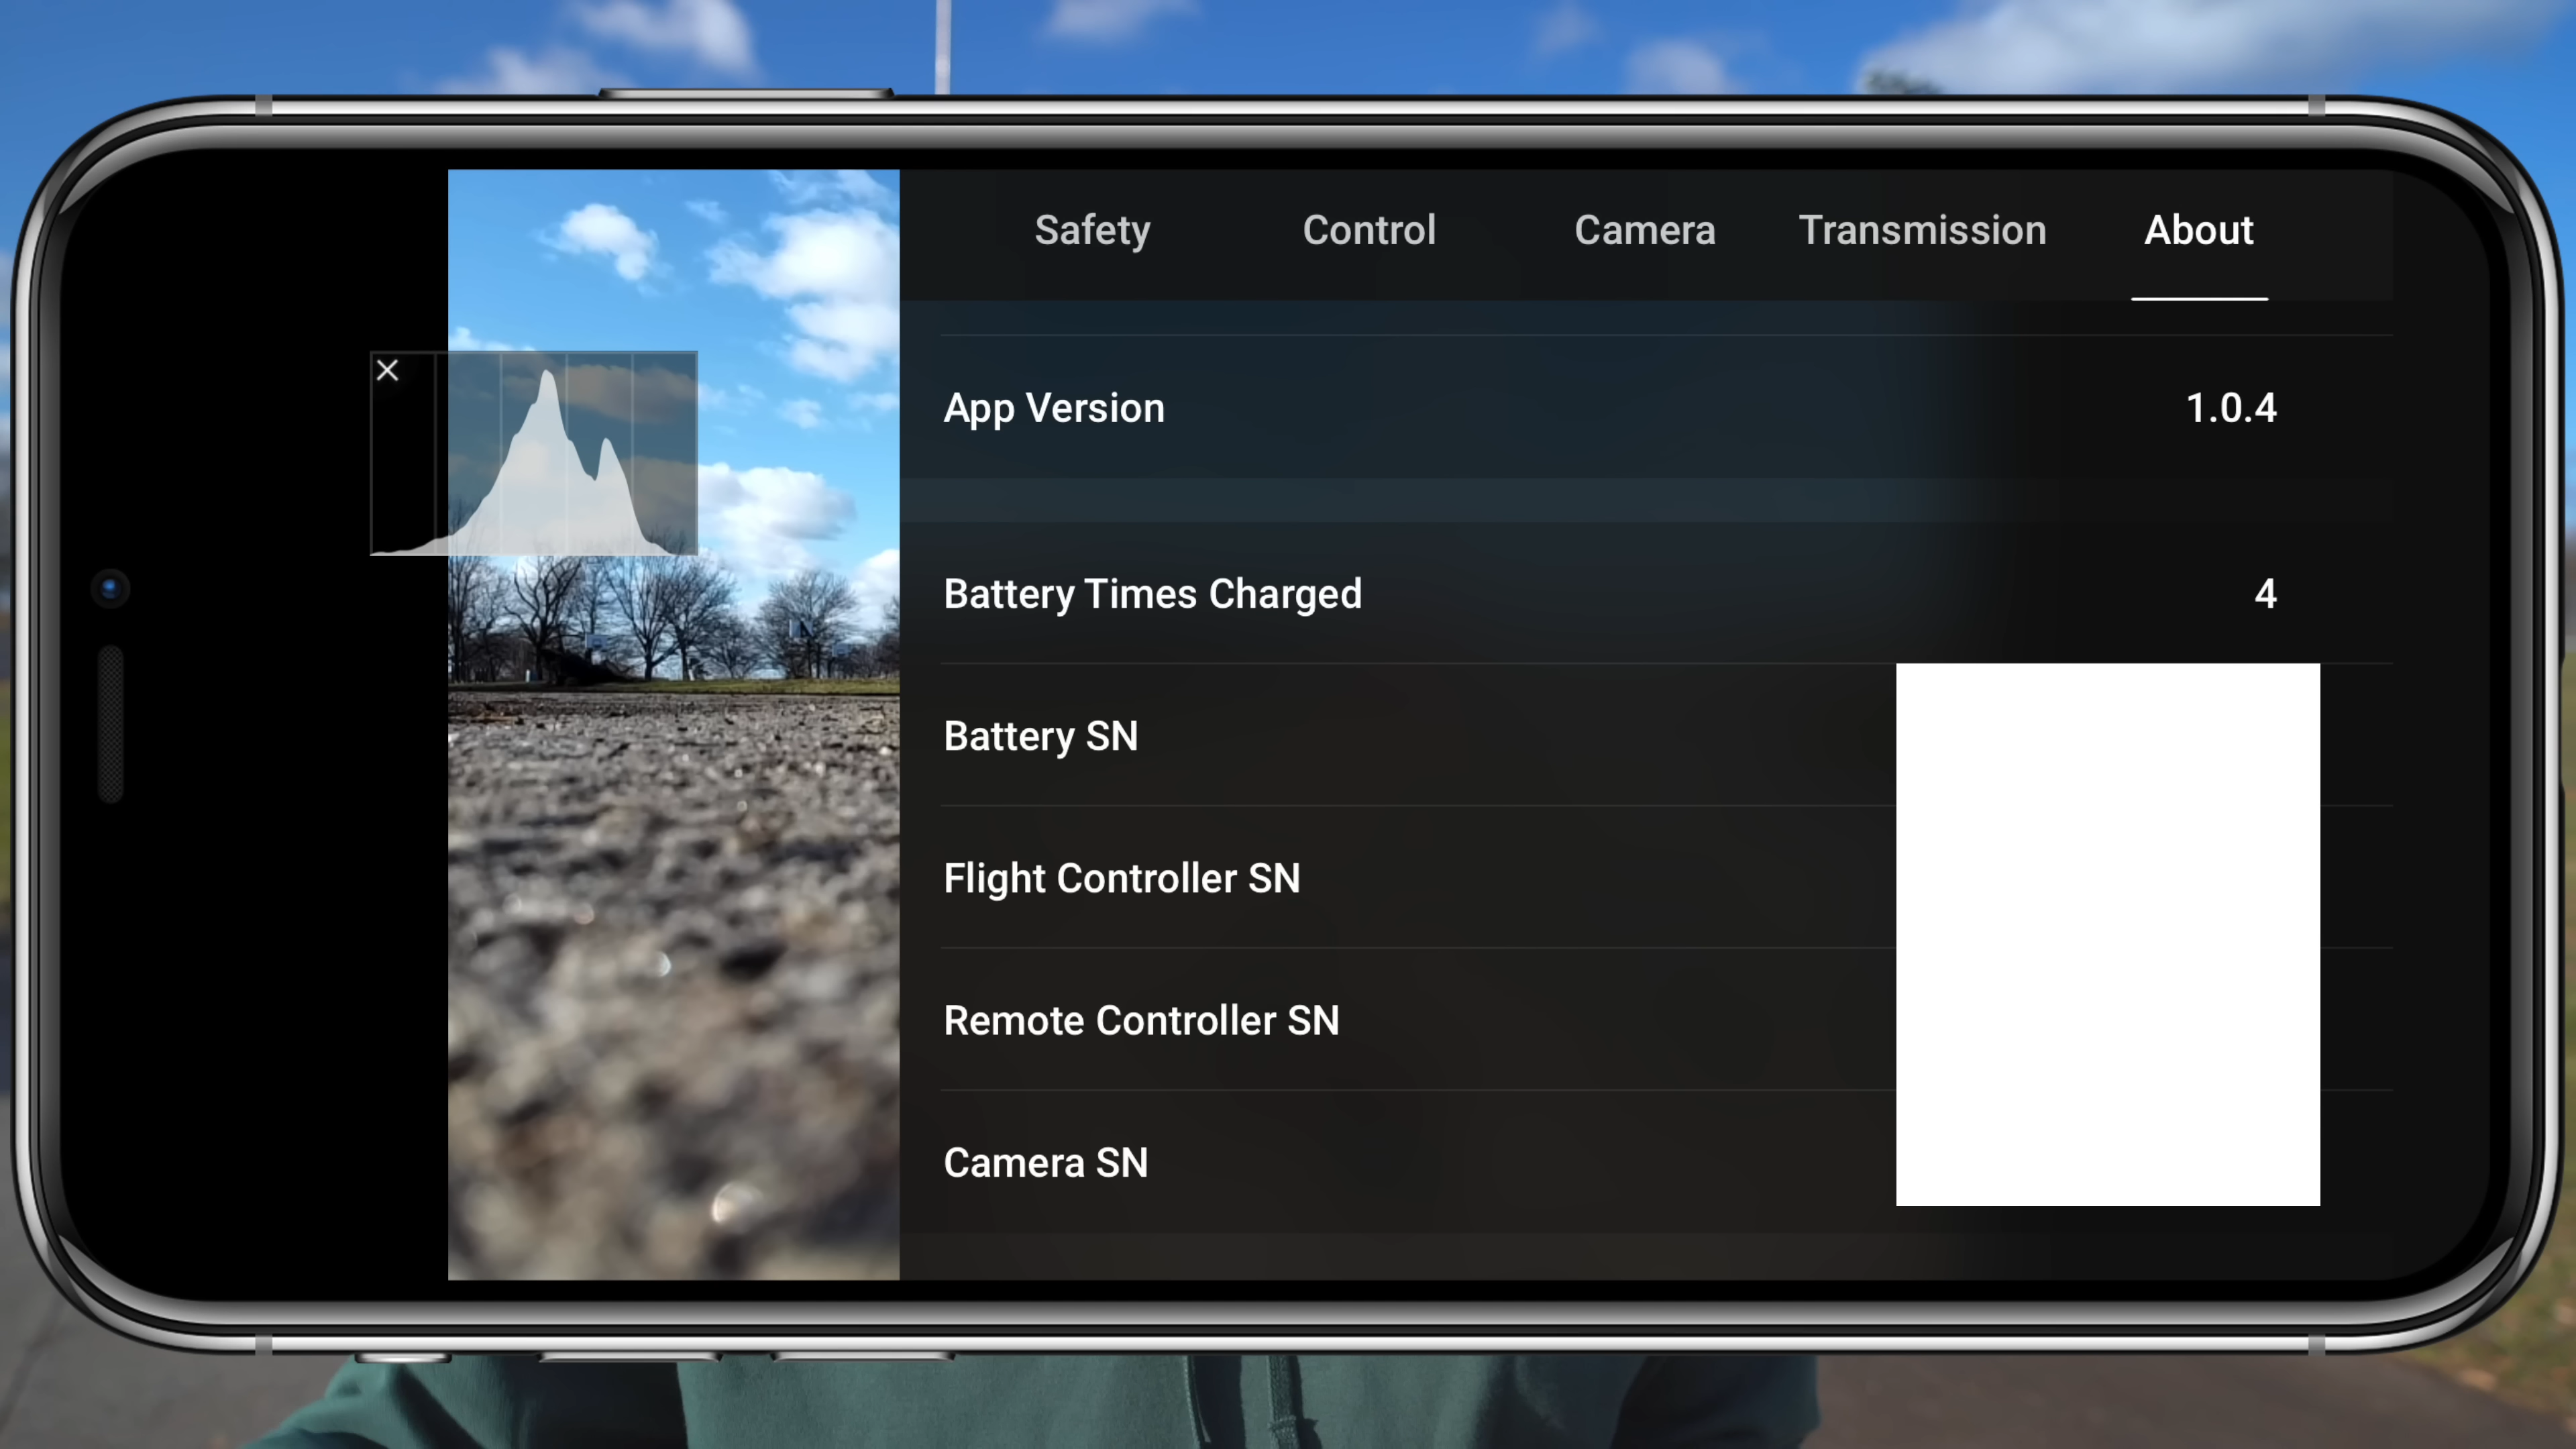 Safety Control Camera Transmission About
App Version 1.0.4
Battery Times Charged 4
Battery SN
Flight Controller SN
Remote Controller SN
Camera SN